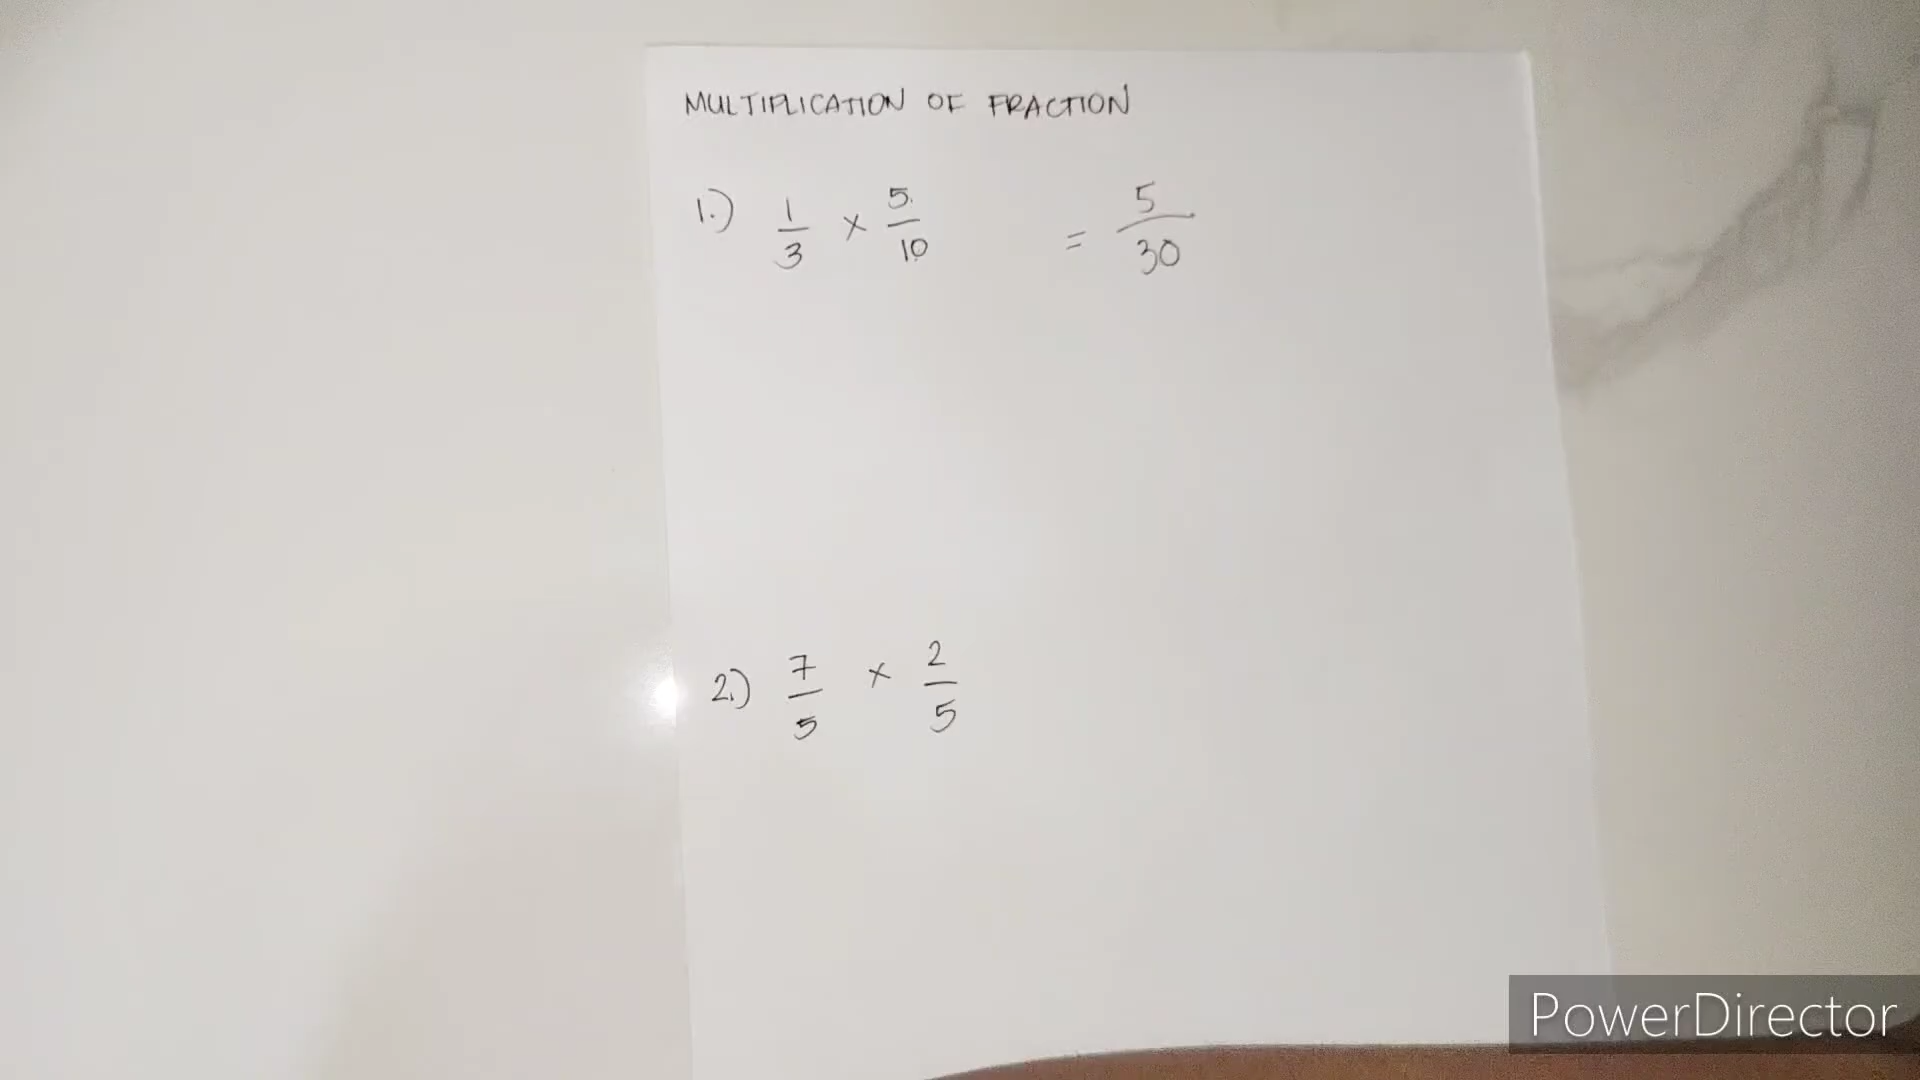 MULTIPLICATION OF FRACTION
1.) 1/3 x 5/10 = 5/30
2.) 7/5 x 2/5
PowerDirector